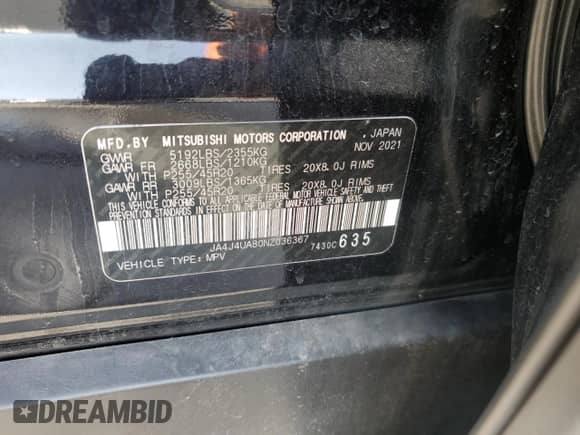 MFD.BY MITSUBISHI MOTORS CORPORATION , JAPAN
GVWR 5192LBS/2355KG NOV 2021
GAWR FR 2668LBS/1210KG
WITH P255/45R20 TIRES 20X8.0J RIMS
GAWR RR 3009LBS/1365KG
WITH P255/45R20 TIRES 20X8.0J RIMS
THIS VEHICLE CONFORMS TO ALL APPLICABLE FEDERAL MOTOR VEHICLE
SAFETY, BUMPER, AND THEFT PREVENTION STANDARDS IN EFFECT ON
THE DATE OF MANUFACTURE SHOWN ABOVE.
JA4J4UA80NZ036367 7430C635
VEHICLE TYPE: MPV
DREAMBID